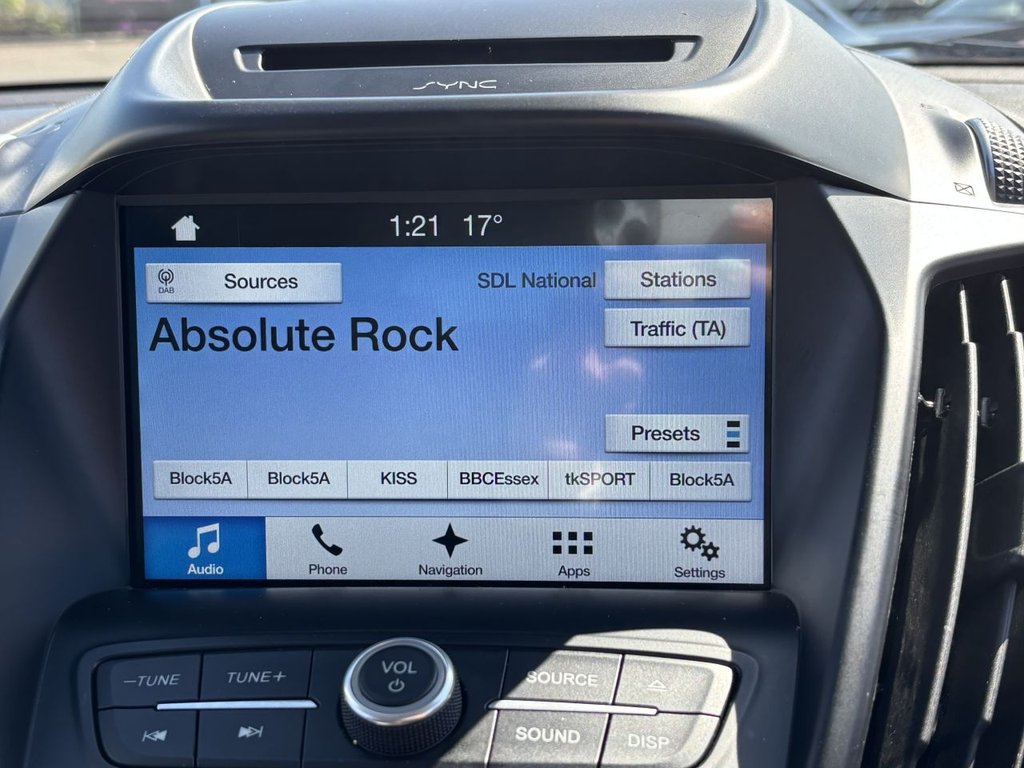 SYNC
1:21 17°
DAB Sources SDL National Stations
Absolute Rock
Traffic (TA)
Presets
Block5A Block5A KISS BBCEssex tkSPORT Block5A
Audio Phone Navigation Apps Settings
VOL
–TUNE TUNE+ SOURCE
SOUND DISP